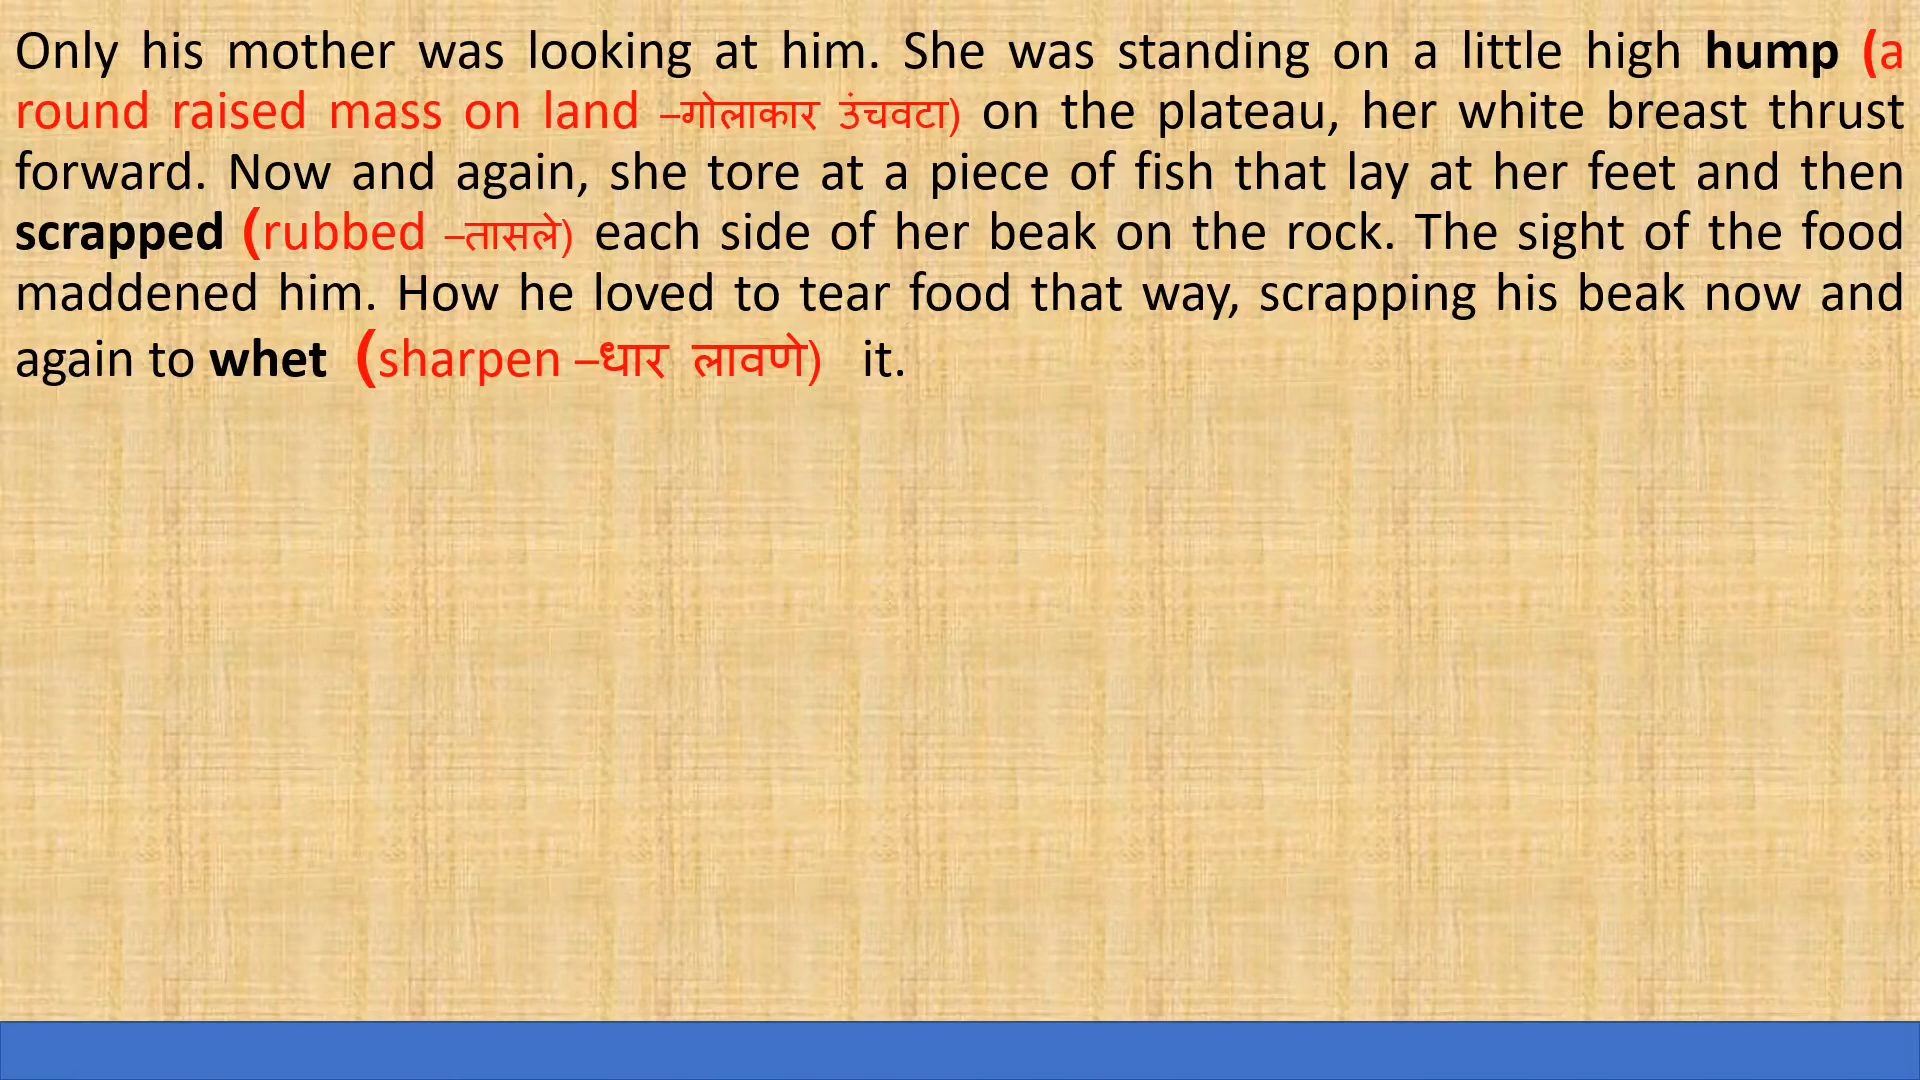 Only his mother was looking at him. She was standing on a little high hump (a
round raised mass on land –गोलाकार उंचवटा) on the plateau, her white breast thrust
forward. Now and again, she tore at a piece of fish that lay at her feet and then
scrapped (rubbed –तासले) each side of her beak on the rock. The sight of the food
maddened him. How he loved to tear food that way, scrapping his beak now and
again to whet (sharpen –धार लावणे) it.